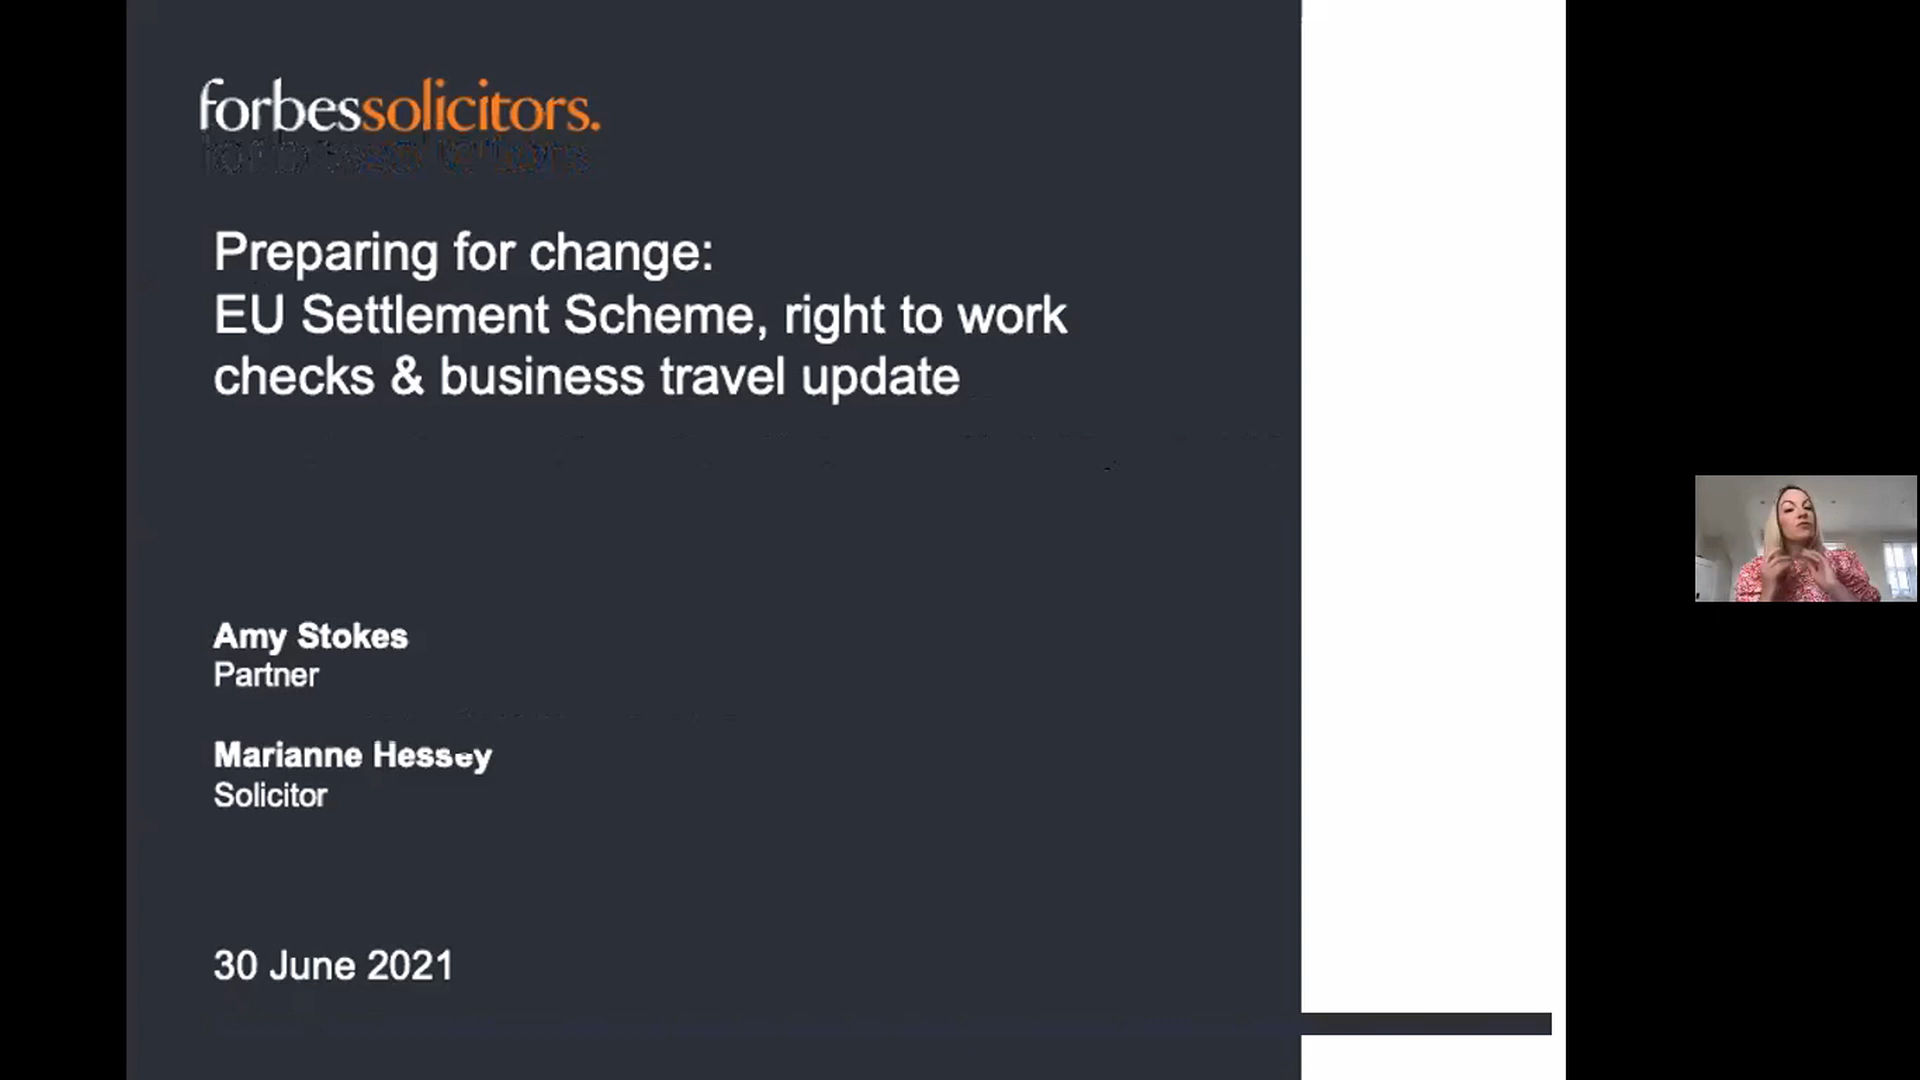 forbessolicitors.
Preparing for change:
EU Settlement Scheme, right to work
checks & business travel update
Amy Stokes
Partner
Marianne Hessey
Solicitor
30 June 2021